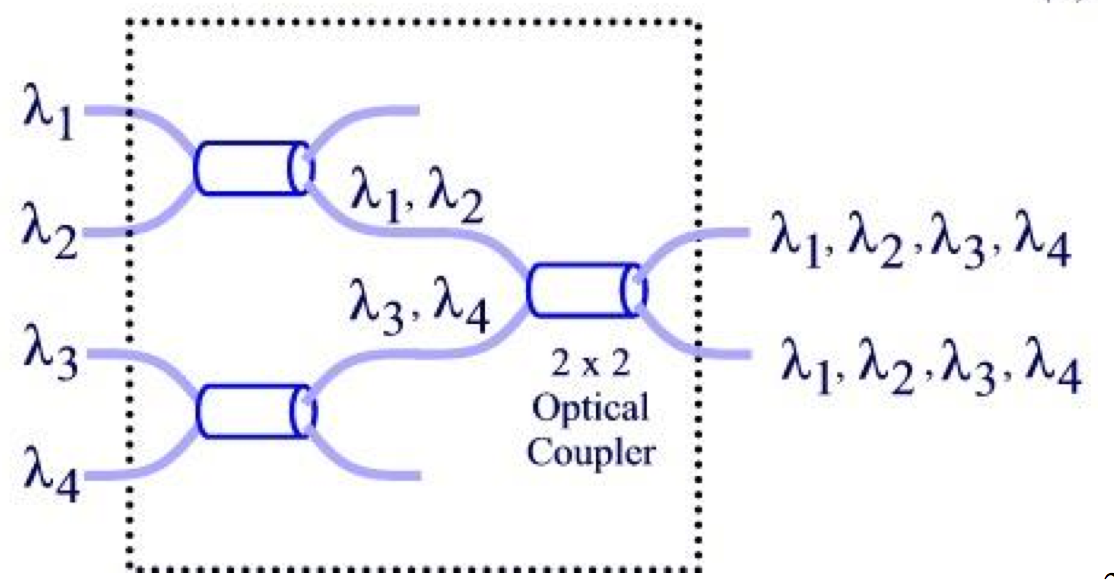 λ1
λ2
λ1, λ2
λ3, λ4
λ3
λ4
2 x 2
Optical
Coupler
λ1, λ2 ,λ3, λ4
λ1, λ2 ,λ3, λ4